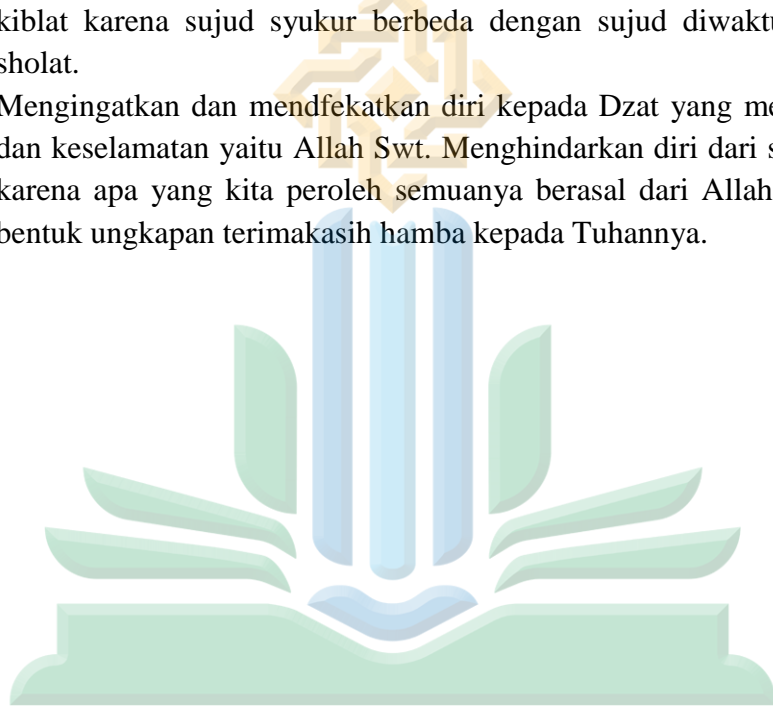 kiblat karena sujud syukur berbeda dengan sujud diwaktu
sholat.
Mengingatkan dan mendfekatkan diri kepada Dzat yang me
dan keselamatan yaitu Allah Swt. Menghindarkan diri dari s
karena apa yang kita peroleh semuanya berasal dari Allah
bentuk ungkapan terimakasih hamba kepada Tuhannya.